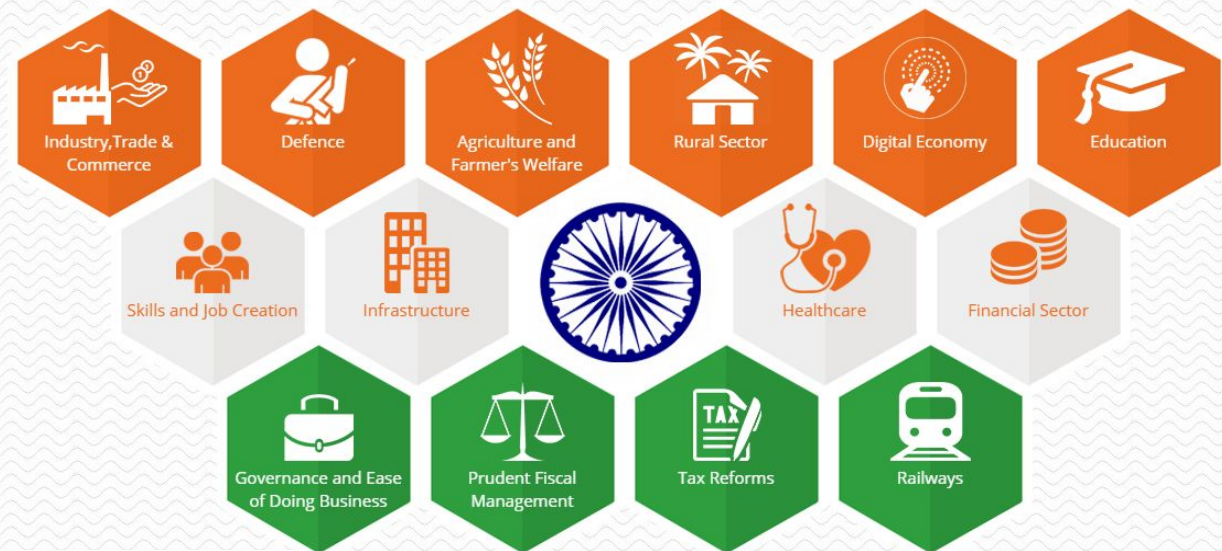 Industry,Trade &
Commerce
Defence
Agriculture and
Farmer's Welfare
Rural Sector
Digital Economy
Education
Skills and Job Creation
Infrastructure
Healthcare
Financial Sector
Governance and Ease
of Doing Business
Prudent Fiscal
Management
TAX
Tax Reforms
Railways